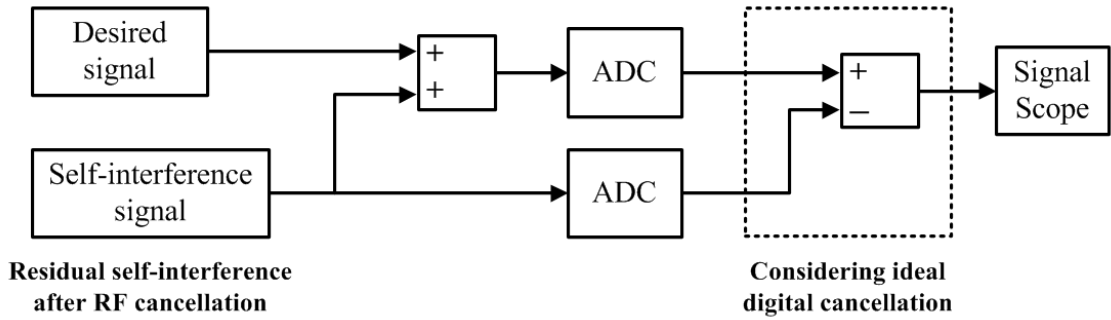 Desired
signal
+
+
ADC
+
−
Signal
Scope
Self-interference
signal
ADC
Residual self-interference
after RF cancellation
Considering ideal
digital cancellation